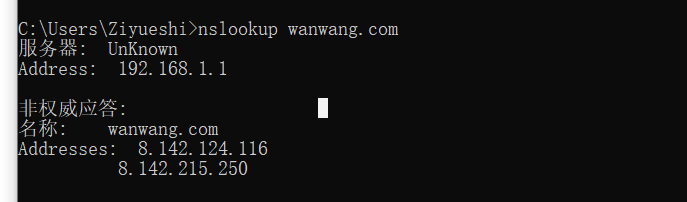 C:\Users\Ziyueshi>nslookup wanwang.com
服务器:  UnKnown
Address:  192.168.1.1
非权威应答:
名称:    wanwang.com
Addresses:  8.142.124.116
8.142.215.250